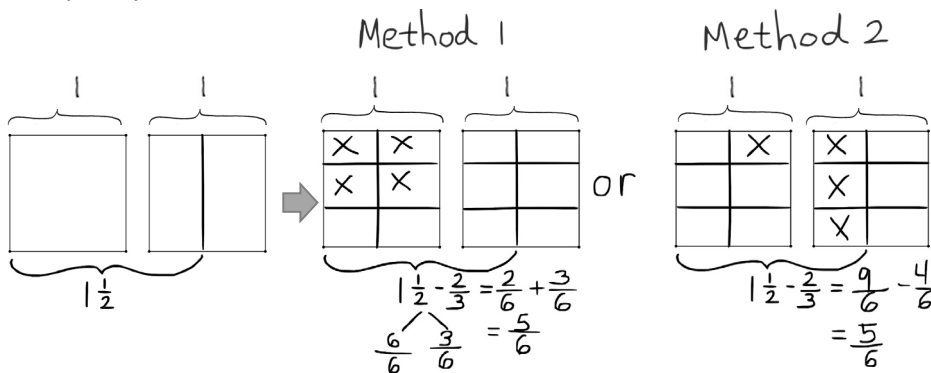 Method 1
Method 2
1 1
1 1
1 1
X X
X X
or
X X
X
X
1 1/2
1 1/2 - 2/3 = 2/6 + 3/6
6/6 3/6
= 5/6
1 1/2 - 2/3 = 9/6 - 4/6
= 5/6